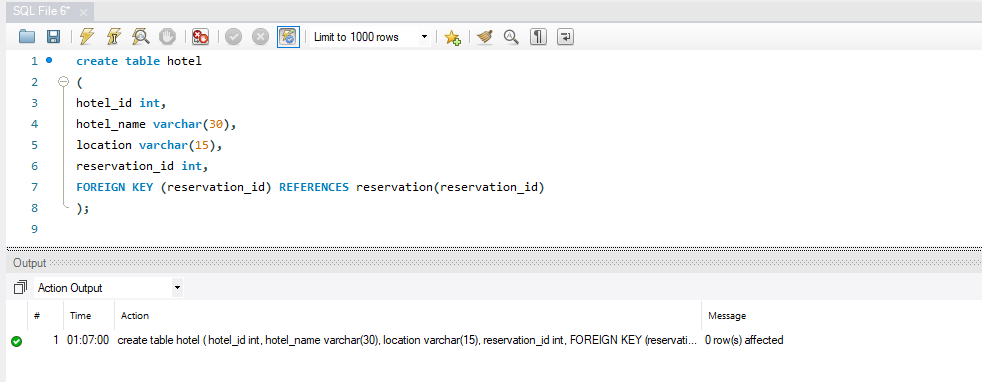 SQL File 6*
Limit to 1000 rows
1 create table hotel
2 (
3 hotel_id int,
4 hotel_name varchar(30),
5 location varchar(15),
6 reservation_id int,
7 FOREIGN KEY (reservation_id) REFERENCES reservation(reservation_id)
8 );
9
Output
Action Output
# Time Action Message
1 01:07:00 create table hotel ( hotel_id int, hotel_name varchar(30), location varchar(15), reservation_id int, FOREIGN KEY (reservati... 0 row(s) affected